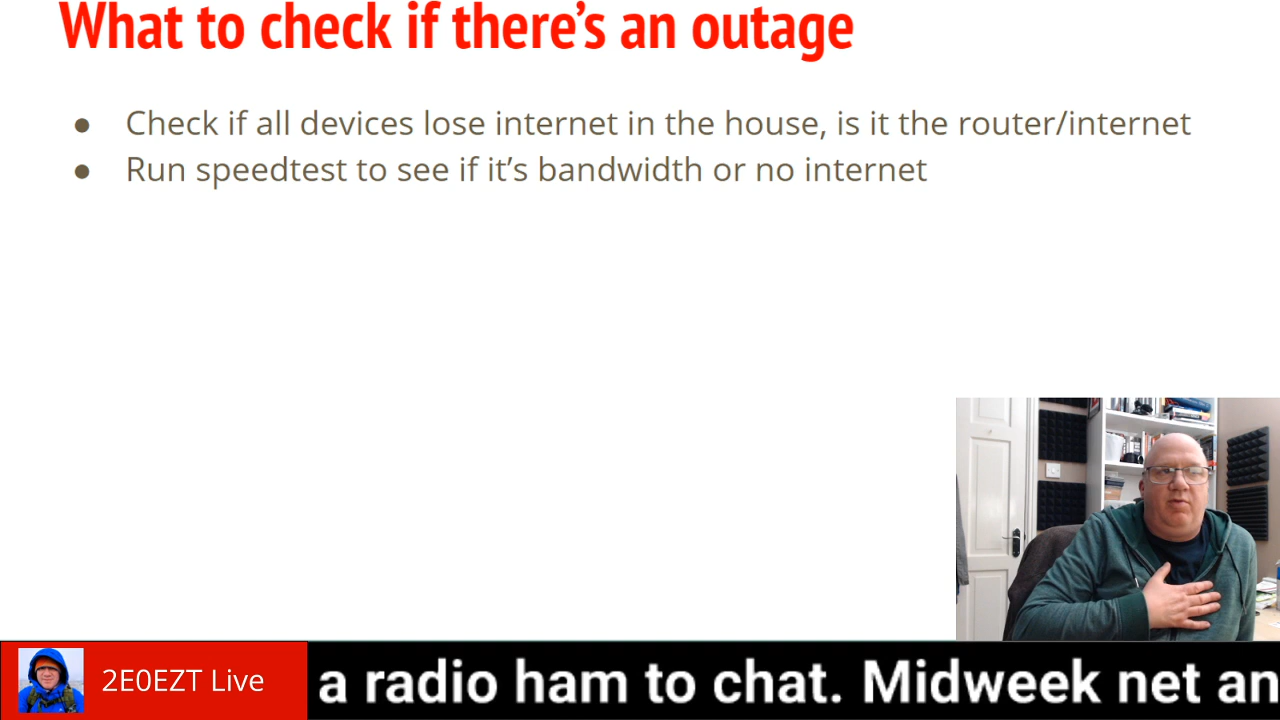 What to check if there’s an outage
● Check if all devices lose internet in the house, is it the router/internet
● Run speedtest to see if it’s bandwidth or no internet
2E0EZT Live
a radio ham to chat. Midweek net an